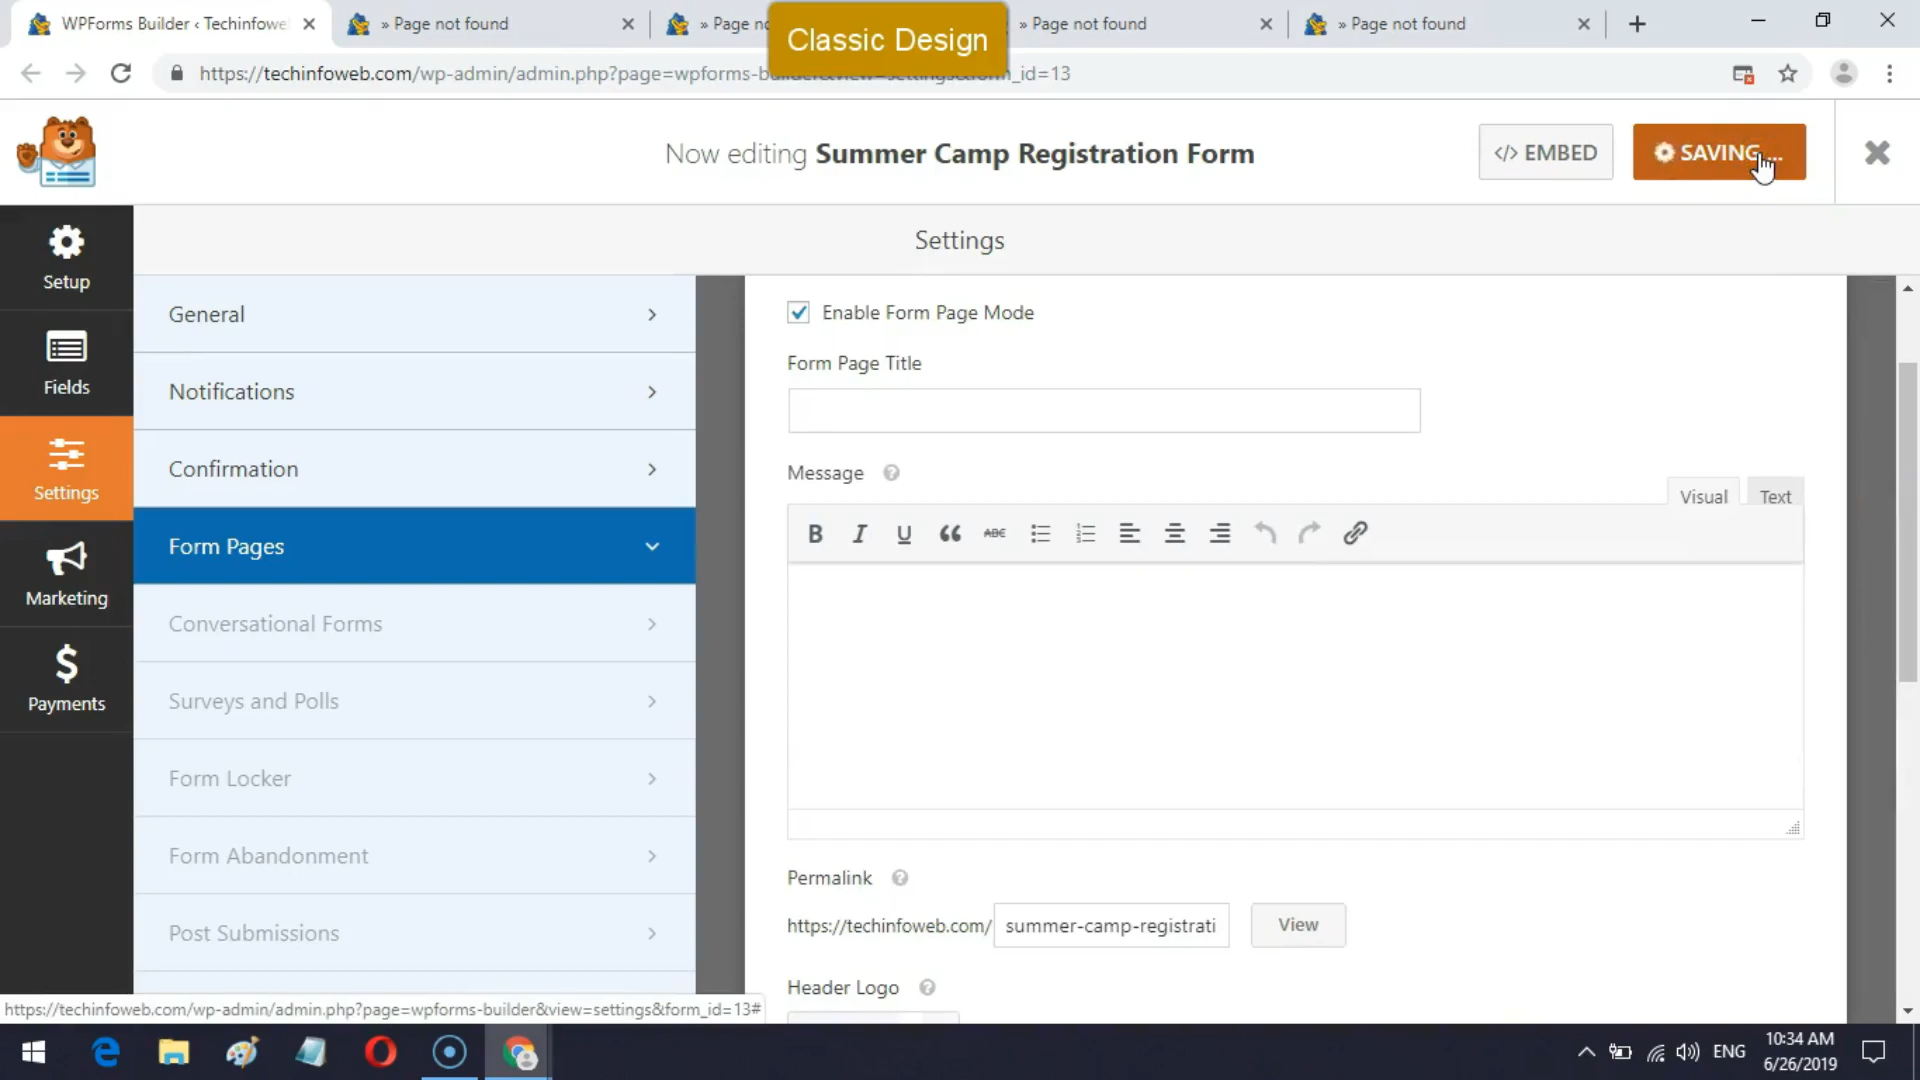 WPForms Builder ‹ Techinfowe
» Page not found
» Page no
» Page not found
» Page not found
Classic Design
https://techinfoweb.com/wp-admin/admin.php?page=wpforms-builder&view=settings&form_id=13
Now editing Summer Camp Registration Form
</> EMBED
SAVING ...
Settings
Setup
Fields
Settings
Marketing
Payments
General
Notifications
Confirmation
Form Pages
Conversational Forms
Surveys and Polls
Form Locker
Form Abandonment
Post Submissions
Enable Form Page Mode
Form Page Title
Message
Visual
Text
B I U ABC
Permalink
https://techinfoweb.com/
summer-camp-registrati
View
Header Logo
https://techinfoweb.com/wp-admin/admin.php?page=wpforms-builder&view=settings&form_id=13#
ENG
10:34 AM
6/26/2019